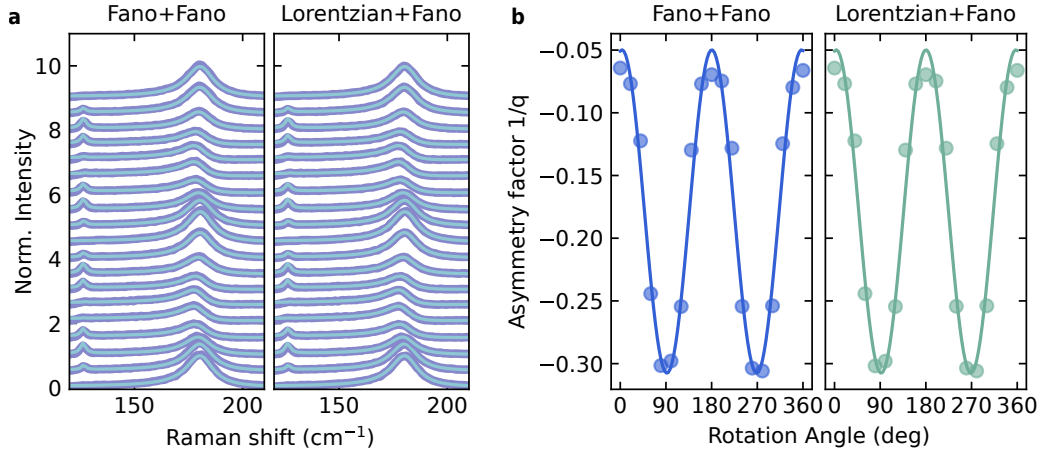 a Fano+Fano Lorentzian+Fano
10
8
6
4
2
0
Norm. Intensity
150 200 150 200
Raman shift (cm⁻¹)
b Fano+Fano Lorentzian+Fano
−0.05
−0.10
−0.15
−0.20
−0.25
−0.30
Asymmetry factor 1/q
0 90 180 270 360 0 90 180 270 360
Rotation Angle (deg)